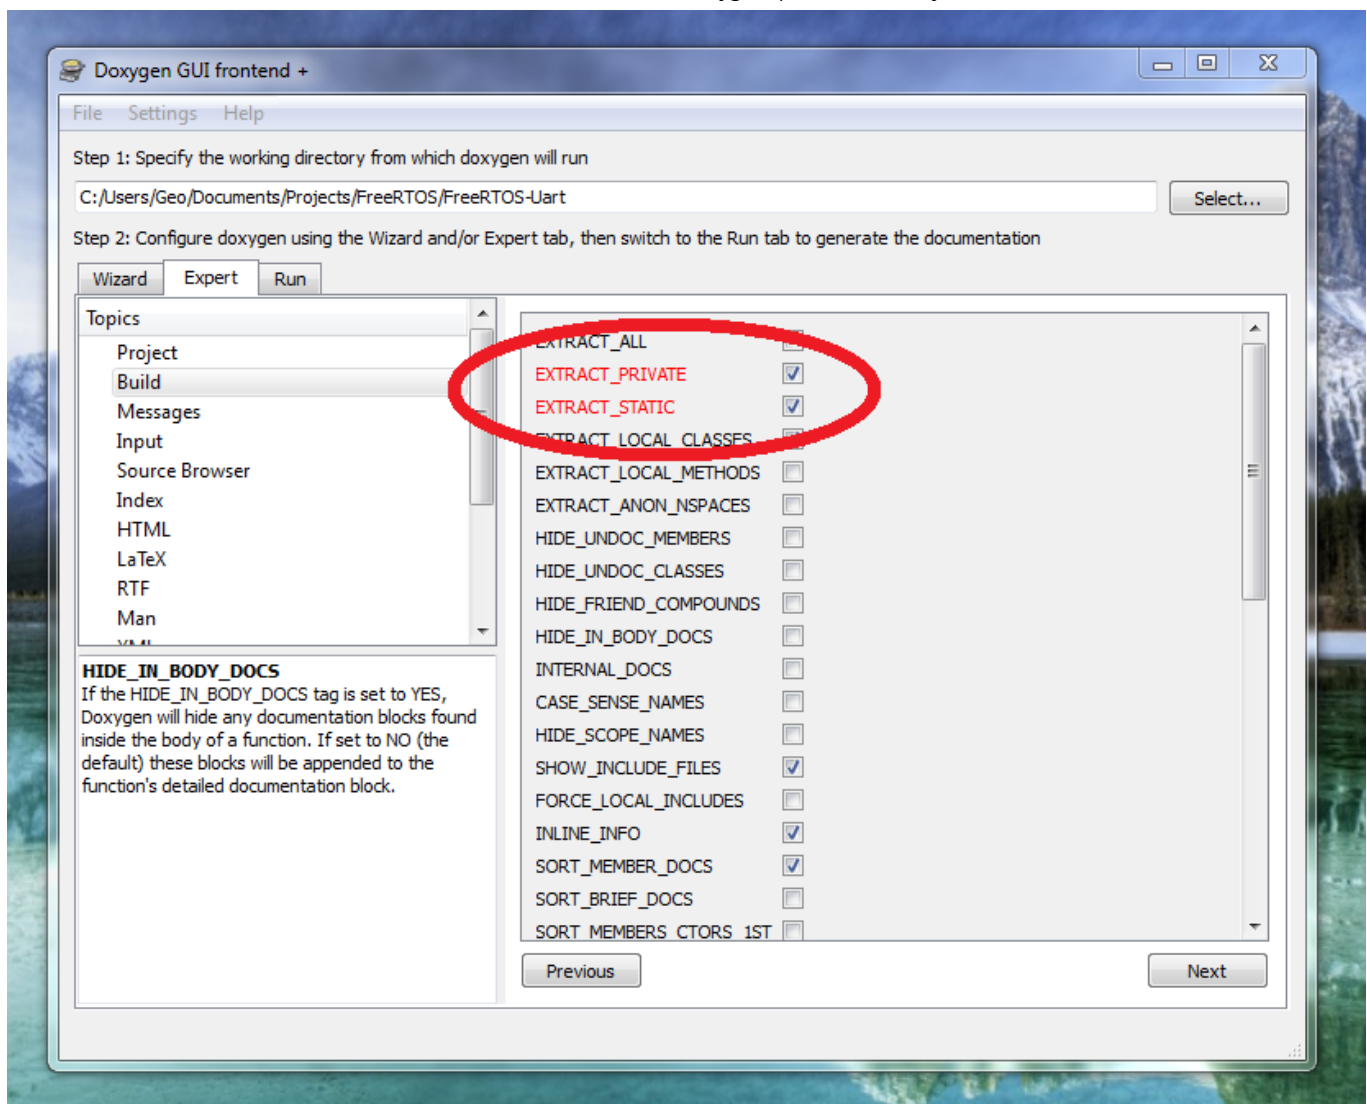 Doxygen GUI frontend +
File Settings Help
Step 1: Specify the working directory from which doxygen will run
C:/Users/Geo/Documents/Projects/FreeRTOS/FreeRTOS-Uart
Select...
Step 2: Configure doxygen using the Wizard and/or Expert tab, then switch to the Run tab to generate the documentation
Wizard Expert Run
Topics
Project
Build
Messages
Input
Source Browser
Index
HTML
LaTeX
RTF
Man
XML
HIDE_IN_BODY_DOCS
If the HIDE_IN_BODY_DOCS tag is set to YES,
Doxygen will hide any documentation blocks found
inside the body of a function. If set to NO (the
default) these blocks will be appended to the
function's detailed documentation block.
EXTRACT_ALL
EXTRACT_PRIVATE
EXTRACT_STATIC
EXTRACT_LOCAL_CLASSES
EXTRACT_LOCAL_METHODS
EXTRACT_ANON_NSPACES
HIDE_UNDOC_MEMBERS
HIDE_UNDOC_CLASSES
HIDE_FRIEND_COMPOUNDS
HIDE_IN_BODY_DOCS
INTERNAL_DOCS
CASE_SENSE_NAMES
HIDE_SCOPE_NAMES
SHOW_INCLUDE_FILES
FORCE_LOCAL_INCLUDES
INLINE_INFO
SORT_MEMBER_DOCS
SORT_BRIEF_DOCS
SORT_MEMBERS_CTORS_1ST
Previous
Next